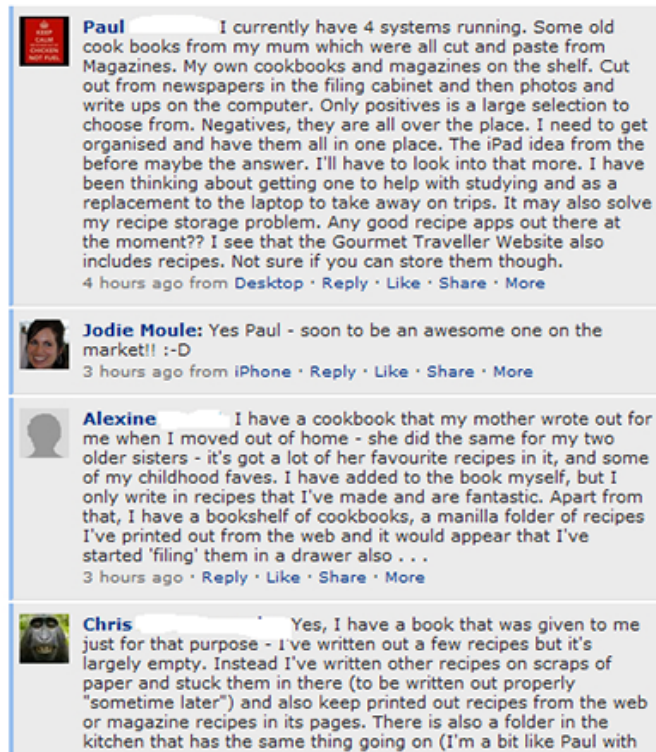 Paul I currently have 4 systems running. Some old
cook books from my mum which were all cut and paste from
Magazines. My own cookbooks and magazines on the shelf. Cut
out from newspapers in the filing cabinet and then photos and
write ups on the computer. Only positives is a large selection to
choose from. Negatives, they are all over the place. I need to get
organised and have them all in one place. The iPad idea from the
before maybe the answer. I'll have to look into that more. I have
been thinking about getting one to help with studying and as a
replacement to the laptop to take away on trips. It may also solve
my recipe storage problem. Any good recipe apps out there at
the moment?? I see that the Gourmet Traveller Website also
includes recipes. Not sure if you can store them though.
4 hours ago from Desktop · Reply · Like · Share · More
Jodie Moule: Yes Paul - soon to be an awesome one on the
market!! :-D
3 hours ago from iPhone · Reply · Like · Share · More
Alexine I have a cookbook that my mother wrote out for
me when I moved out of home - she did the same for my two
older sisters - it's got a lot of her favourite recipes in it, and some
of my childhood faves. I have added to the book myself, but I
only write in recipes that I've made and are fantastic. Apart from
that, I have a bookshelf of cookbooks, a manilla folder of recipes
I've printed out from the web and it would appear that I've
started 'filing' them in a drawer also . . .
3 hours ago · Reply · Like · Share · More
Chris Yes, I have a book that was given to me
just for that purpose - I've written out a few recipes but it's
largely empty. Instead I've written other recipes on scraps of
paper and stuck them in there (to be written out properly
"sometime later") and also keep printed out recipes from the web
or magazine recipes in its pages. There is also a folder in the
kitchen that has the same thing going on (I'm a bit like Paul with